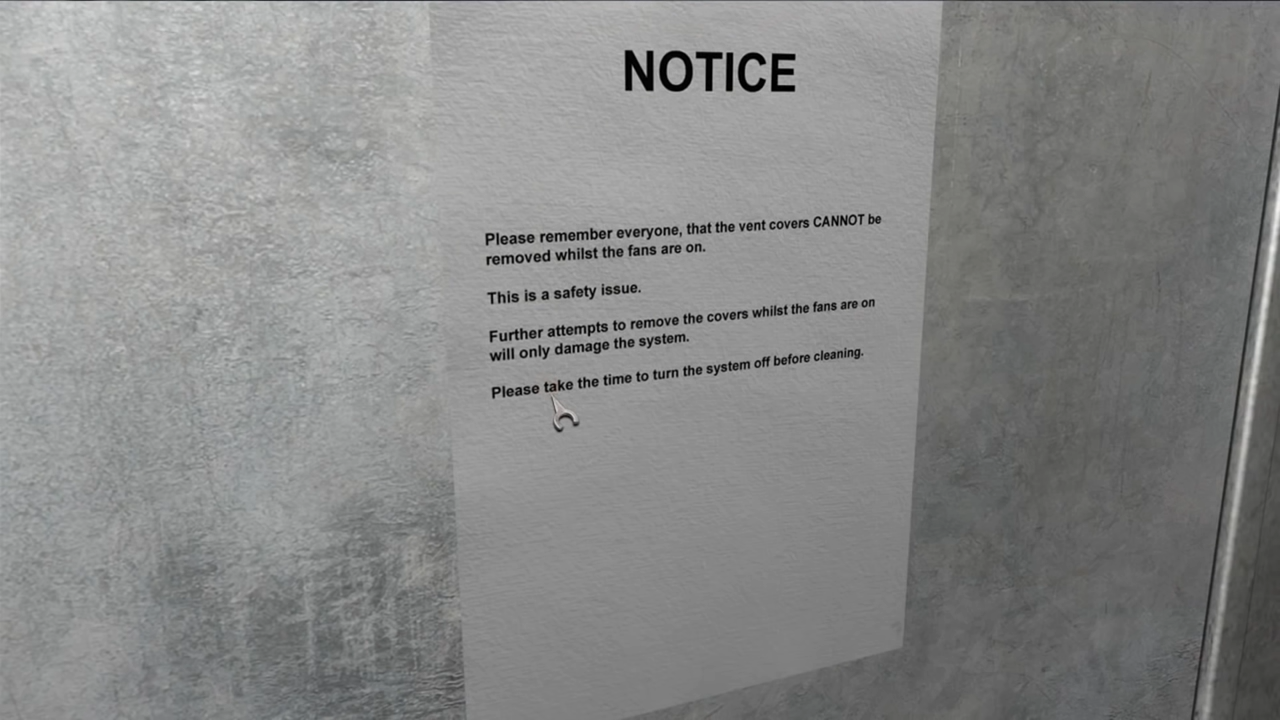 NOTICE
Please remember everyone, that the vent covers CANNOT be
removed whilst the fans are on.
This is a safety issue.
Further attempts to remove the covers whilst the fans are on
will only damage the system.
Please take the time to turn the system off before cleaning.